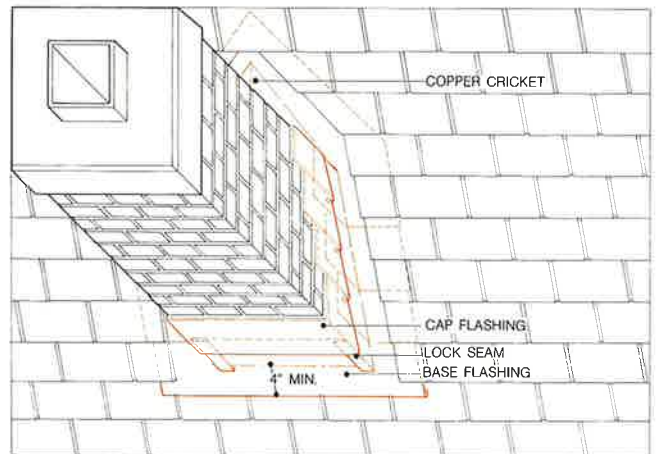 COPPER CRICKET
CAP FLASHING
LOCK SEAM
BASE FLASHING
4" MIN.